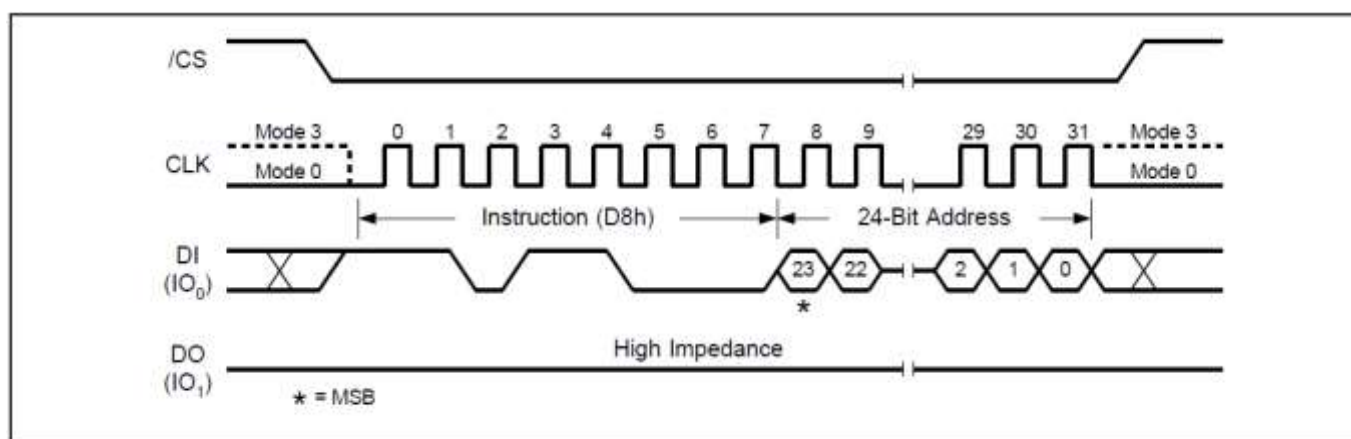 /CS
Mode 3 0 1 2 3 4 5 6 7 8 9 29 30 31 Mode 3
CLK
Mode 0 Mode 0
Instruction (D8h) 24-Bit Address
DI
(IO₀)
23 22 2 1 0
*
DO
(IO₁)
High Impedance
* = MSB